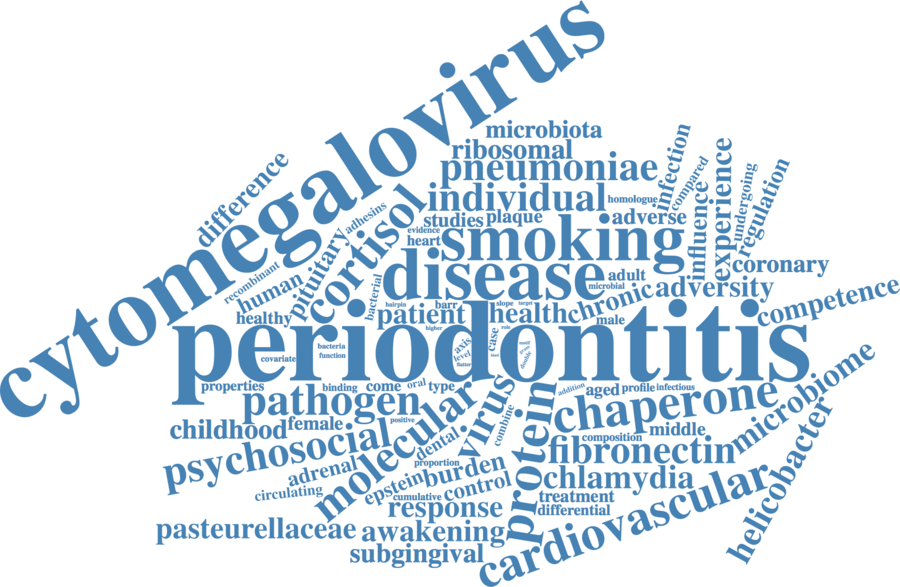 cytomegalovirus
microbiota
ribosomal
pneumoniae
difference
infection
compared
individual
homologue
experience
undergoing
cortisol
adhesins
studies
plaque
adverse
influence
regulation
evidence
heart
smoking
pituitary
recombinant
human
disease
adult
coronary
microbial
bacterial
healthy
hairpin
barr
slope
target
chronic
adversity
patient
health
male
competence
higher
role
periodontitis
case
axis
level
flatter
bacteria
function
covariate
double
properties
binding
come
oral
type
addition
aged
profile
infectious
microbiome
pathogen
virus
combine
protein
chaperone
childhood
female
positive
molecular
dental
composition
middle
psychosocial
fibronectin
helicobacter
adrenal
proportion
epstein
burden
chlamydia
circulating
cumulative
control
treatment
response
differential
cardiovascular
pasteurellaceae
awakening
subgingival